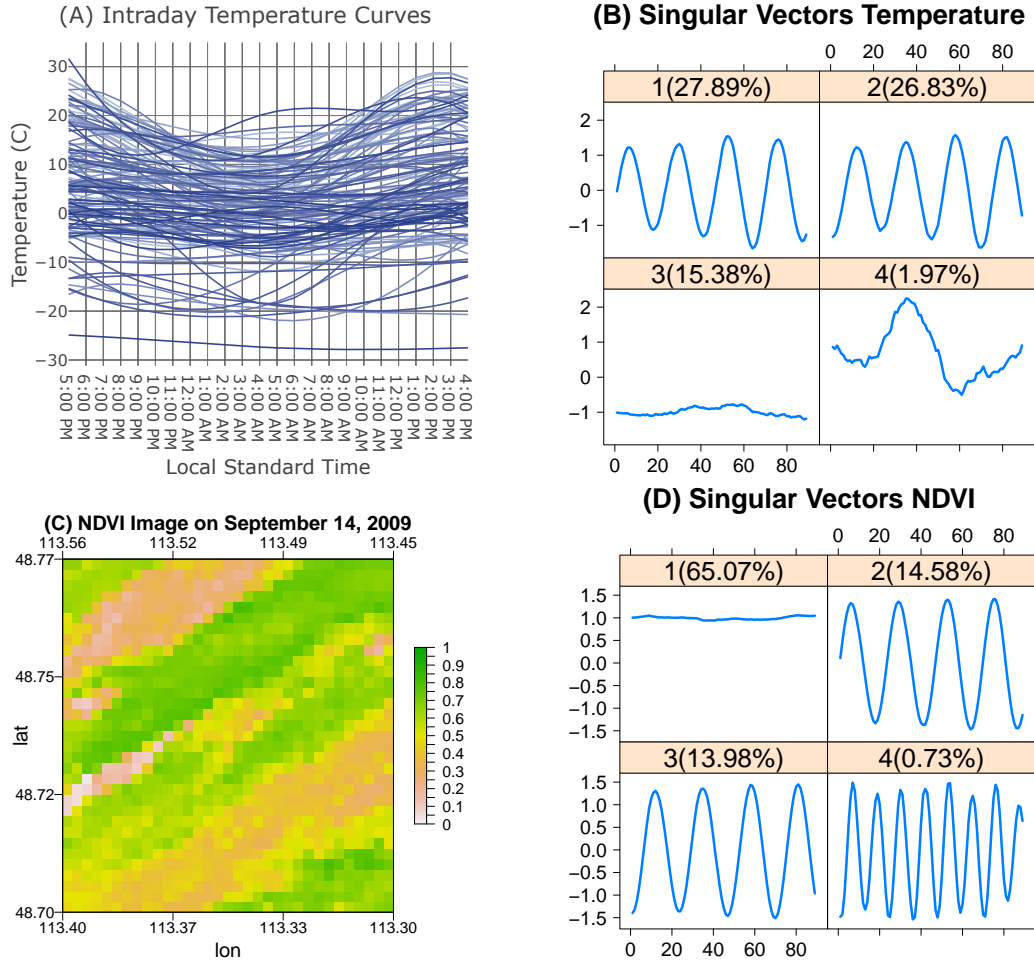 (A) Intraday Temperature Curves
Temperature (C)
30
20
10
0
−10
−20
−30
5:00 PM
6:00 PM
7:00 PM
8:00 PM
9:00 PM
10:00 PM
11:00 PM
12:00 AM
1:00 AM
2:00 AM
3:00 AM
4:00 AM
5:00 AM
6:00 AM
7:00 AM
8:00 AM
9:00 AM
10:00 AM
11:00 AM
12:00 PM
1:00 PM
2:00 PM
3:00 PM
4:00 PM
Local Standard Time
(B) Singular Vectors Temperature
0 20 40 60 80
1(27.89%) 2(26.83%)
2
1
0
−1
3(15.38%) 4(1.97%)
2
1
0
−1
0 20 40 60 80
(C) NDVI Image on September 14, 2009
113.56 113.52 113.49 113.45
48.77
48.75
48.72
48.70
lat
113.40 113.37 113.33 113.30
lon
1
0.9
0.8
0.7
0.6
0.5
0.4
0.3
0.2
0.1
0
(D) Singular Vectors NDVI
0 20 40 60 80
1(65.07%) 2(14.58%)
1.5
1.0
0.5
0.0
−0.5
−1.0
−1.5
3(13.98%) 4(0.73%)
1.5
1.0
0.5
0.0
−0.5
−1.0
−1.5
0 20 40 60 80